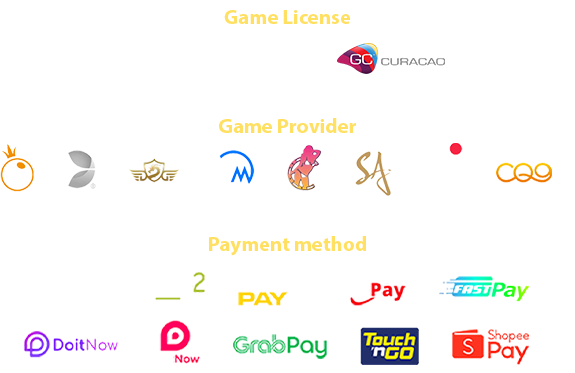 Game License
GC CURACAO
Game Provider
DG
SA
CQ9
Payment method
2
PAY
Pay
FASTPay
DoitNow
Now
GrabPay
Touch
'n GO
Shopee
Pay